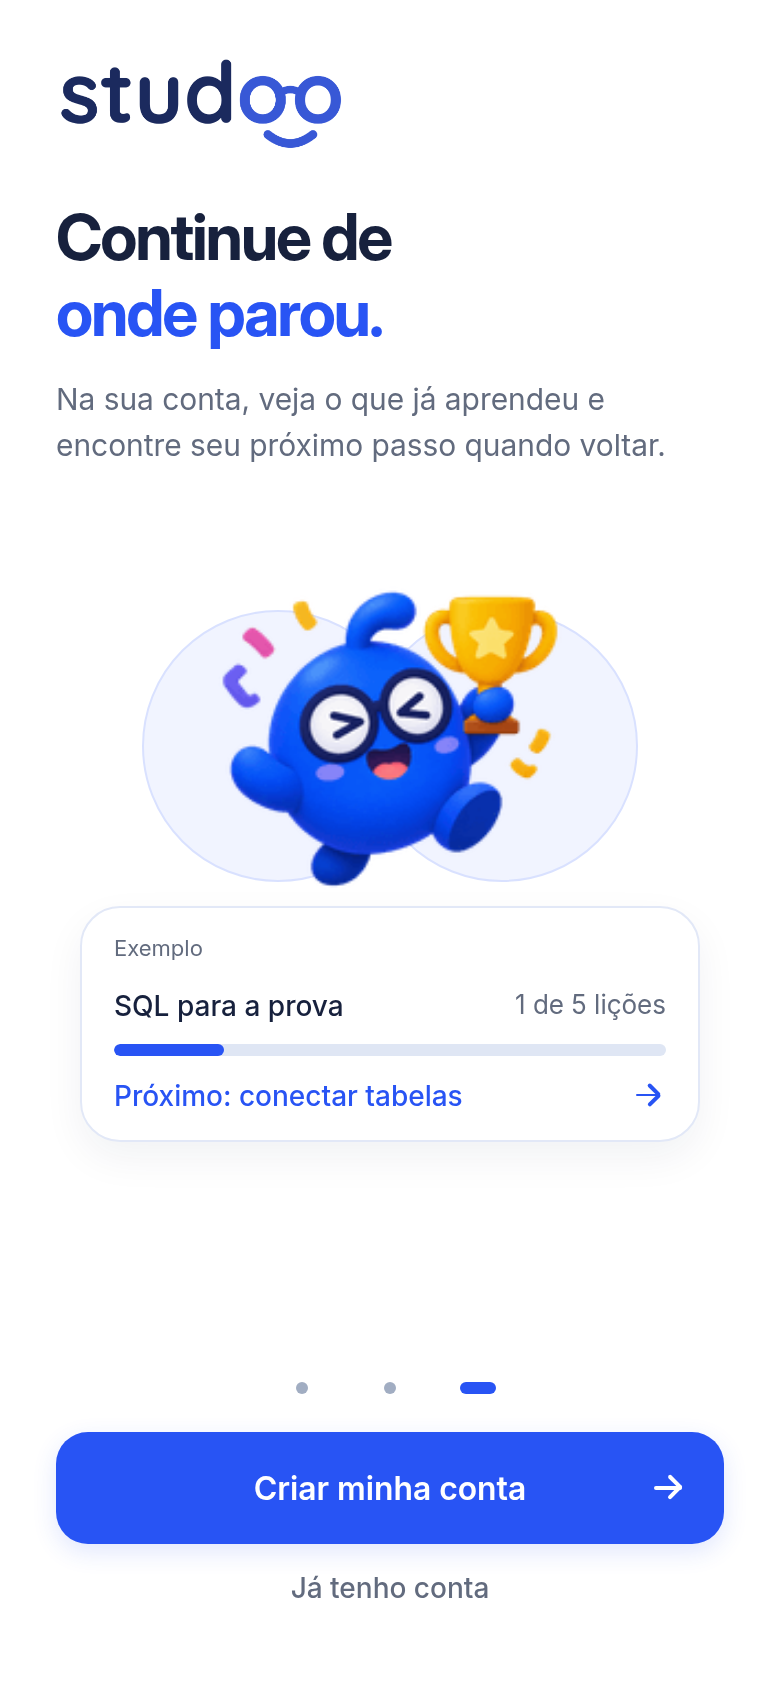 studoo
Continue de
onde parou.
Na sua conta, veja o que já aprendeu e
encontre seu próximo passo quando voltar.
Exemplo
SQL para a prova
1 de 5 lições
Próximo: conectar tabelas
Criar minha conta
Já tenho conta